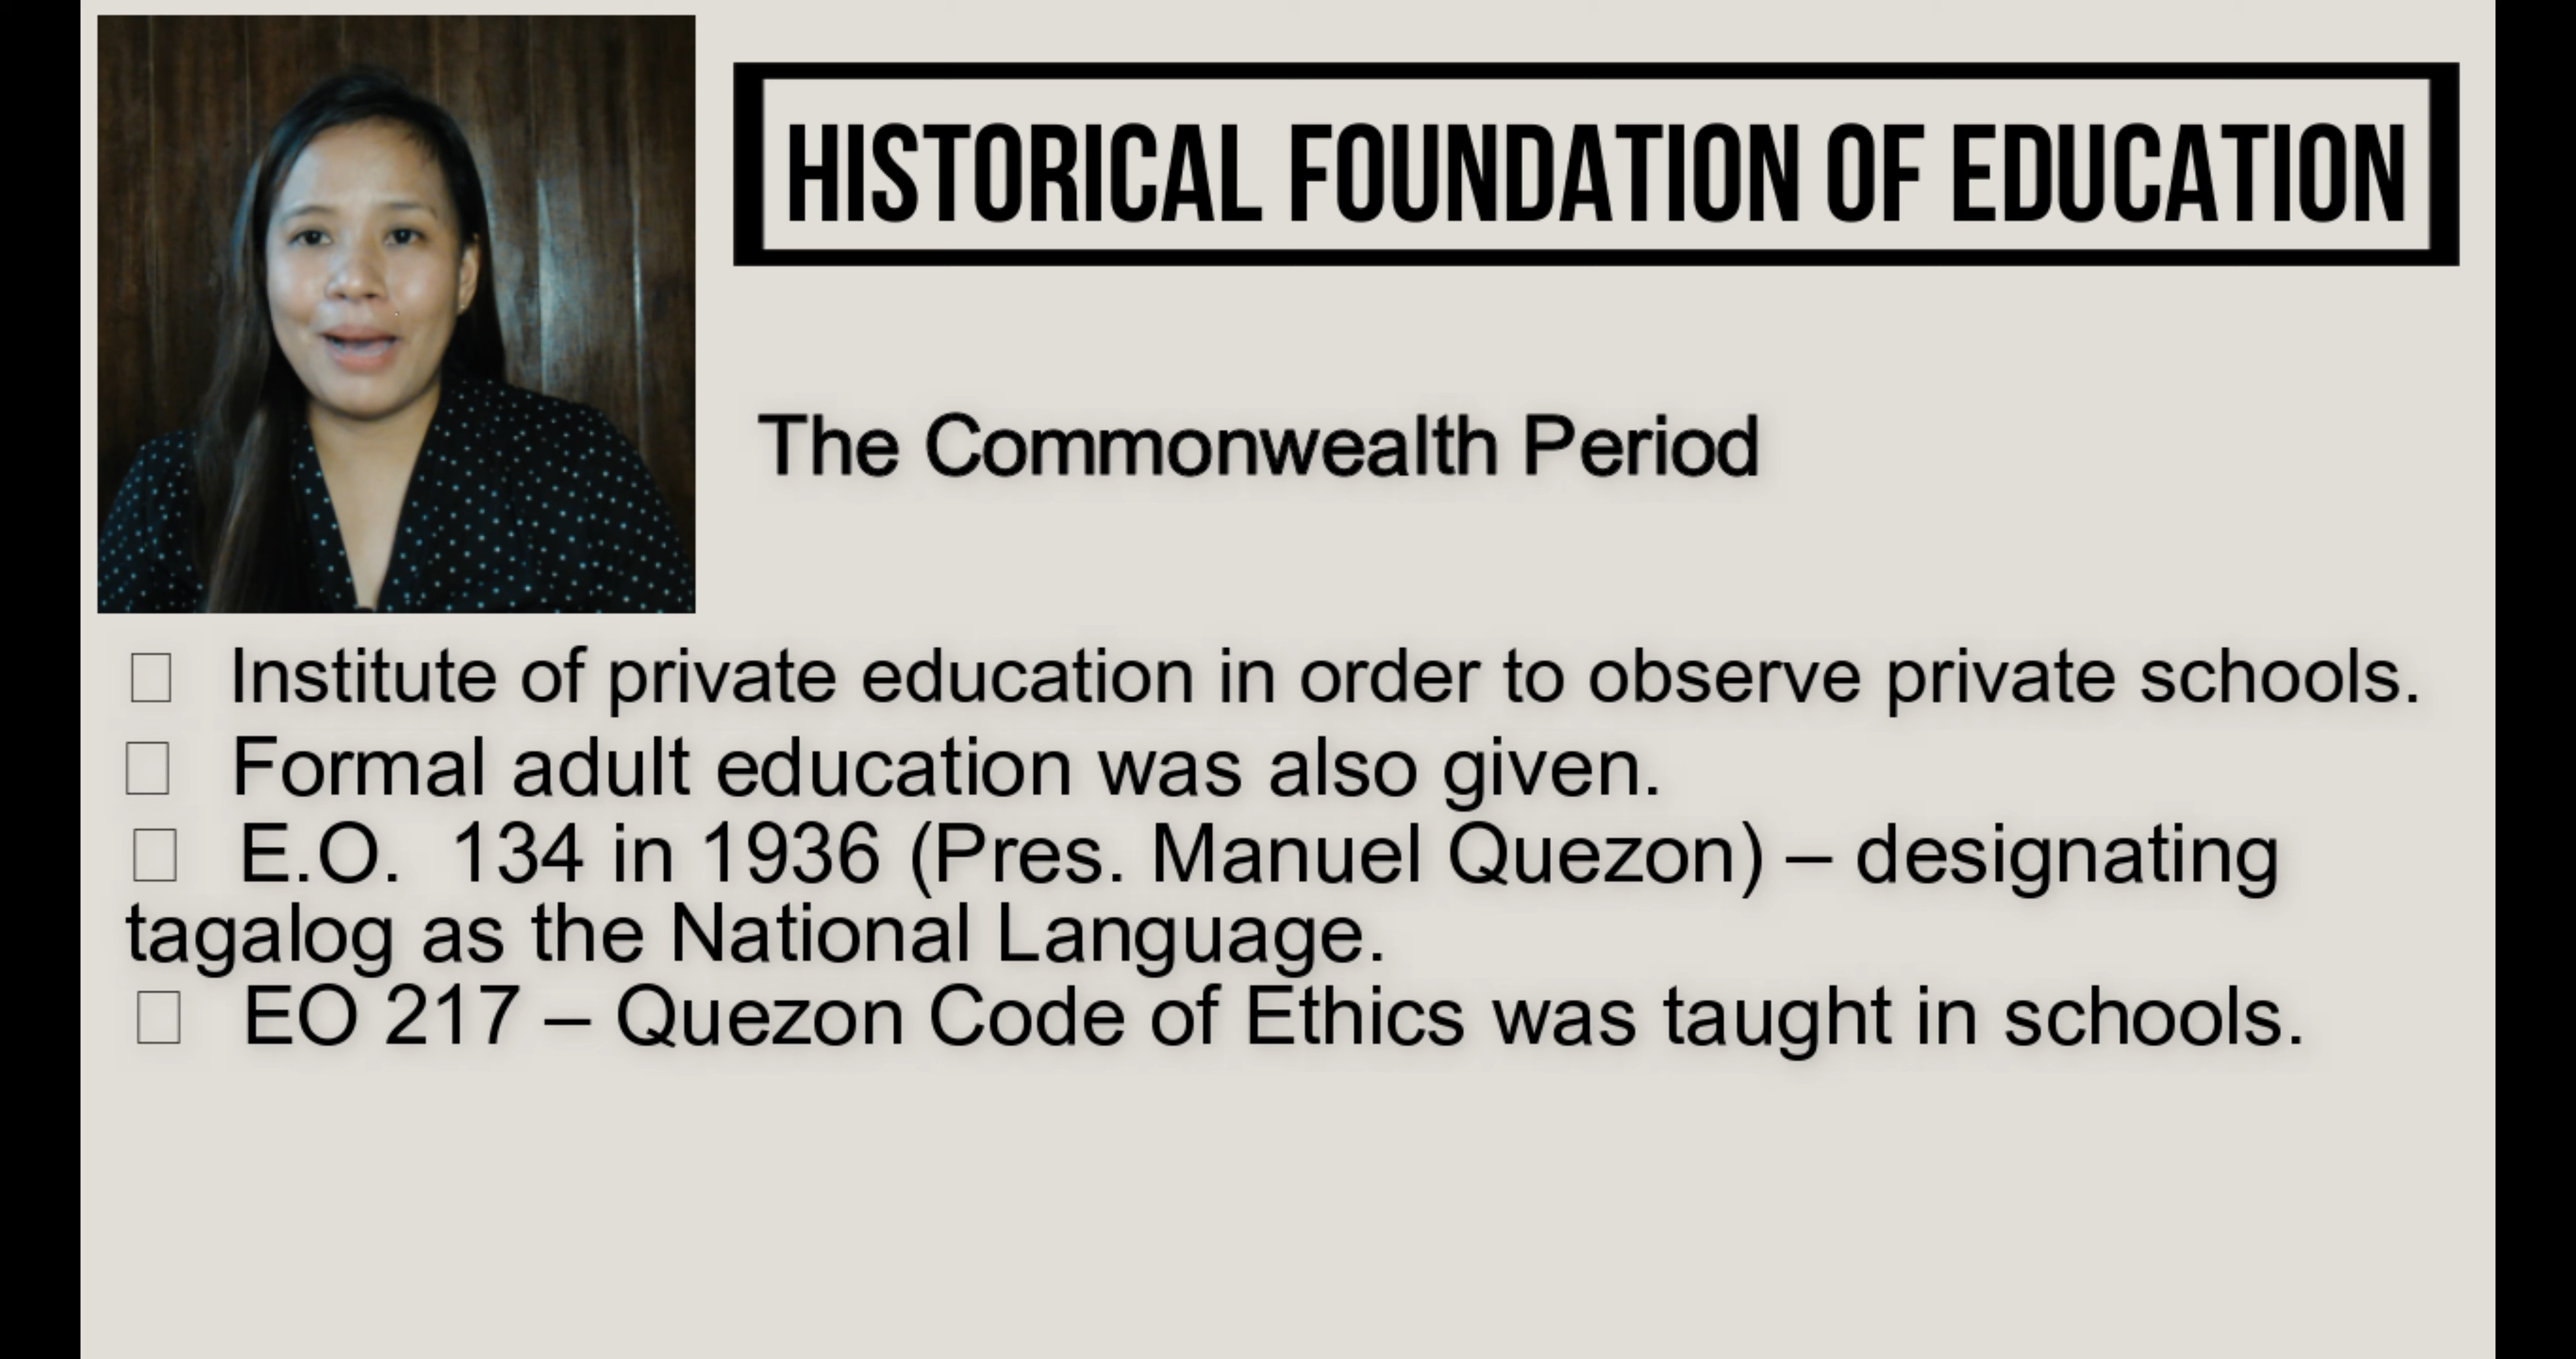 HISTORICAL FOUNDATION OF EDUCATION
The Commonwealth Period
Institute of private education in order to observe private schools.
Formal adult education was also given.
E.O. 134 in 1936 (Pres. Manuel Quezon) – designating
tagalog as the National Language.
EO 217 – Quezon Code of Ethics was taught in schools.